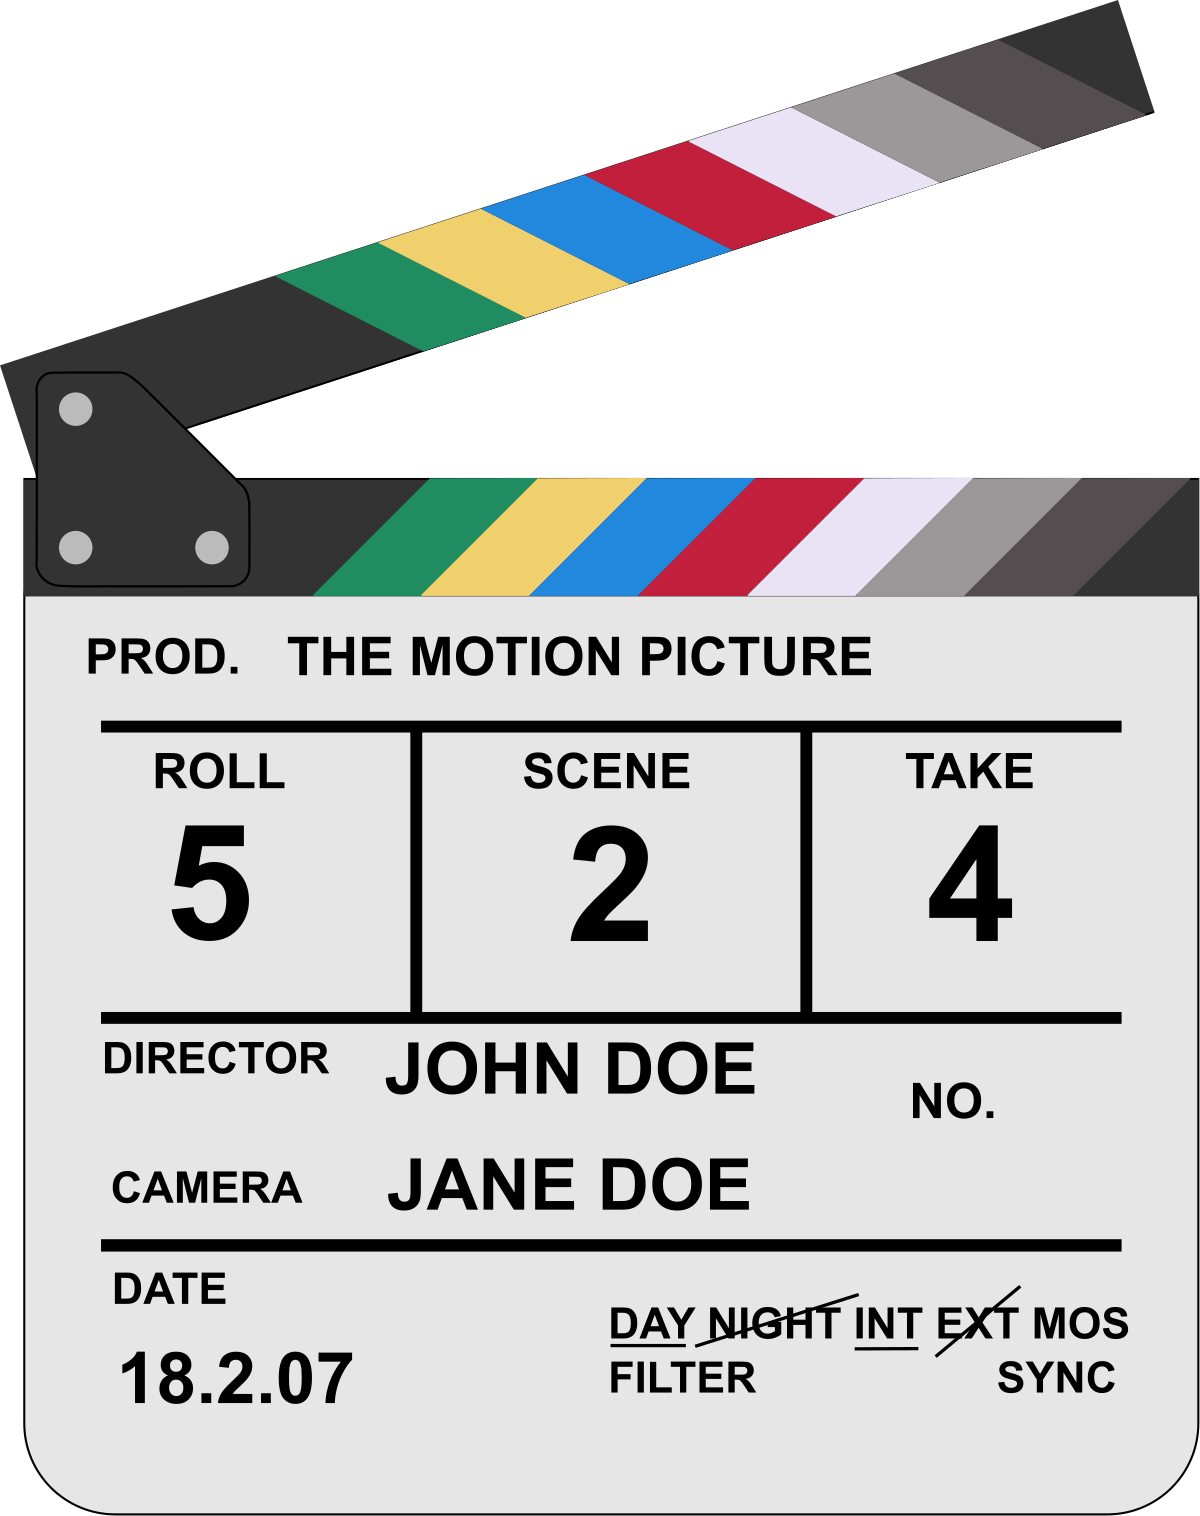 PROD. THE MOTION PICTURE
ROLL SCENE TAKE
5 2 4
DIRECTOR JOHN DOE
NO.
CAMERA JANE DOE
DATE
18.2.07
DAY NIGHT INT EXT MOS
FILTER SYNC